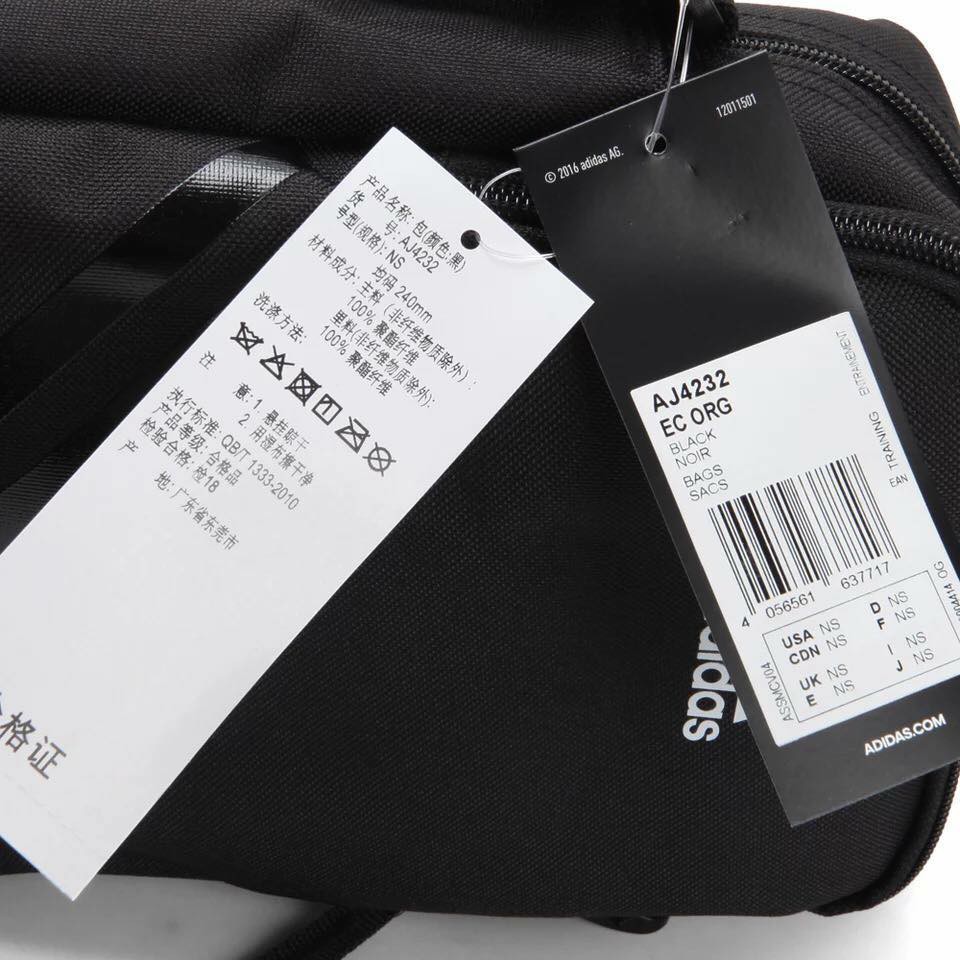 产品名称: 包(颜色:黑)
货 号: AJ4232
号型(规格): NS
均码 240mm
材料成分: 主料 (非纤维物质除外):
100% 聚酯纤维
里料(非纤维物质除外):
100% 聚酯纤维
洗涤方法:
注 意: 1. 悬挂晾干
2. 用湿布擦干净
执行标准: QB/T 1333-2010
产品等级: 合格品
检验合格: 检18
产 地: 广东省东莞市
格证
12011501
© 2016 adidas AG.
AJ4232
EC ORG
BLACK
NOIR
BAGS
SACS
TRAINING ENTRAINEMENT
EAN
4 056561 637717
USA NS D NS
CDN NS F NS
UK NS I NS
E NS J NS
ASSMCV04
OG
ADIDAS.COM
adidas